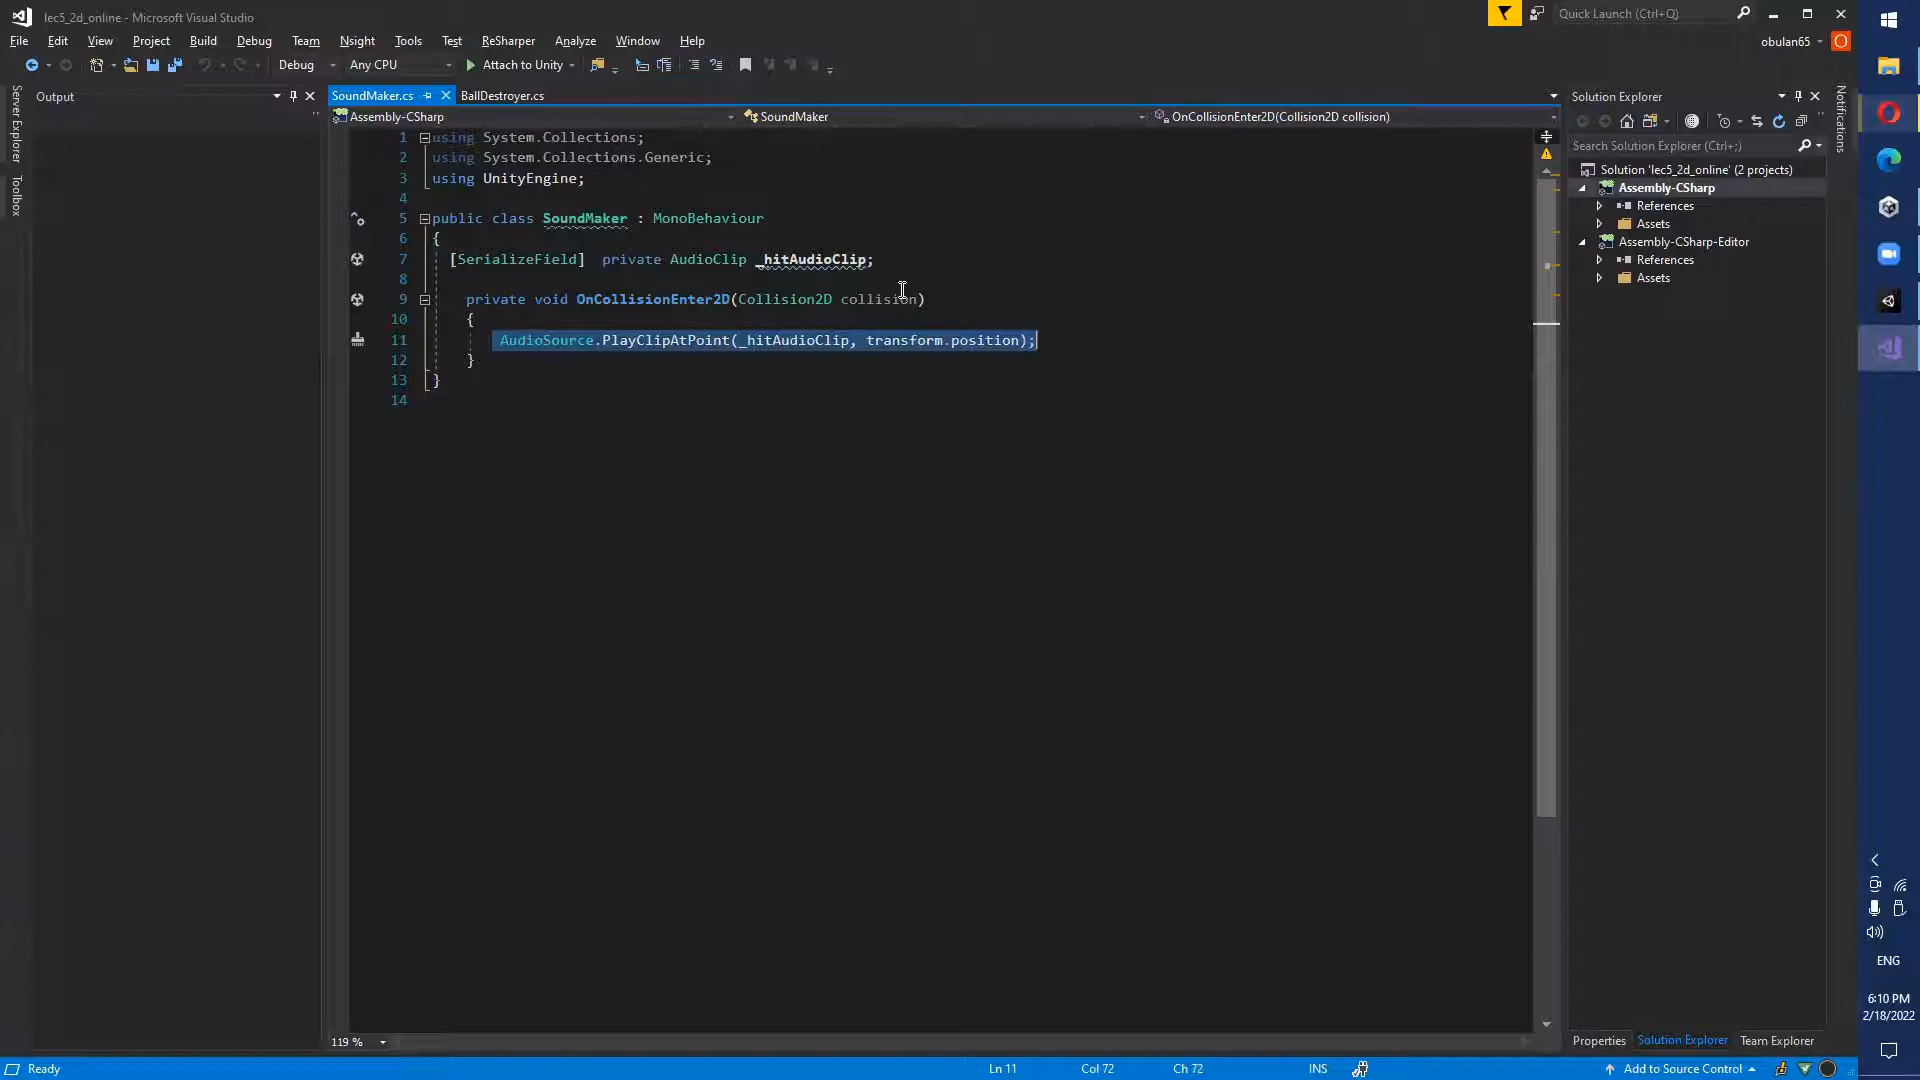 lec5_2d_online - Microsoft Visual Studio
Quick Launch (Ctrl+Q)
File Edit View Project Build Debug Team Nsight Tools Test ReSharper Analyze Window Help
obulan65 O
Debug Any CPU Attach to Unity
Server Explorer
Toolbox
Output
SoundMaker.cs BallDestroyer.cs
Assembly-CSharp SoundMaker OnCollisionEnter2D(Collision2D collision)
1 using System.Collections;
2 using System.Collections.Generic;
3 using UnityEngine;
4
5 public class SoundMaker : MonoBehaviour
6 {
7 [SerializeField] private AudioClip _hitAudioClip;
8
9 private void OnCollisionEnter2D(Collision2D collision)
10 {
11 AudioSource.PlayClipAtPoint(_hitAudioClip, transform.position);
12 }
13 }
14
119 %
Solution Explorer
Search Solution Explorer (Ctrl+;)
Solution 'lec5_2d_online' (2 projects)
Assembly-CSharp
References
Assets
Assembly-CSharp-Editor
References
Assets
Notifications
Properties Solution Explorer Team Explorer
Ready Ln 11 Col 72 Ch 72 INS Add to Source Control
ENG
6:10 PM
2/18/2022